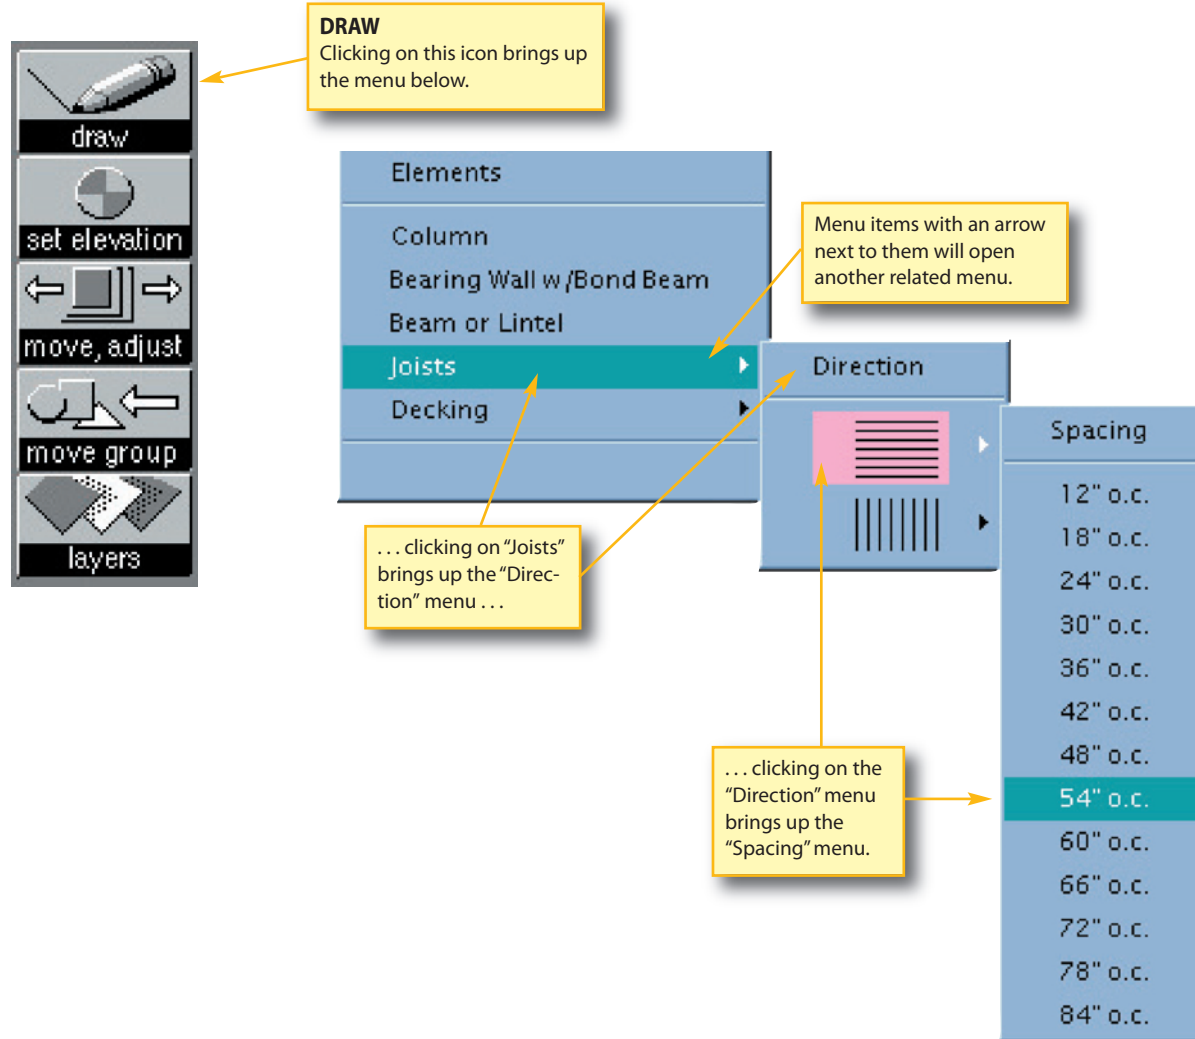 DRAW
Clicking on this icon brings up
the menu below.
draw
set elevation
move, adjust
move group
layers
Elements
Column
Bearing Wall w/Bond Beam
Beam or Lintel
Joists
Decking
Menu items with an arrow
next to them will open
another related menu.
Direction
. . . clicking on “Joists”
brings up the “Direc-
tion” menu . . .
. . . clicking on the
“Direction” menu
brings up the
“Spacing” menu.
Spacing
12" o.c.
18" o.c.
24" o.c.
30" o.c.
36" o.c.
42" o.c.
48" o.c.
54" o.c.
60" o.c.
66" o.c.
72" o.c.
78" o.c.
84" o.c.